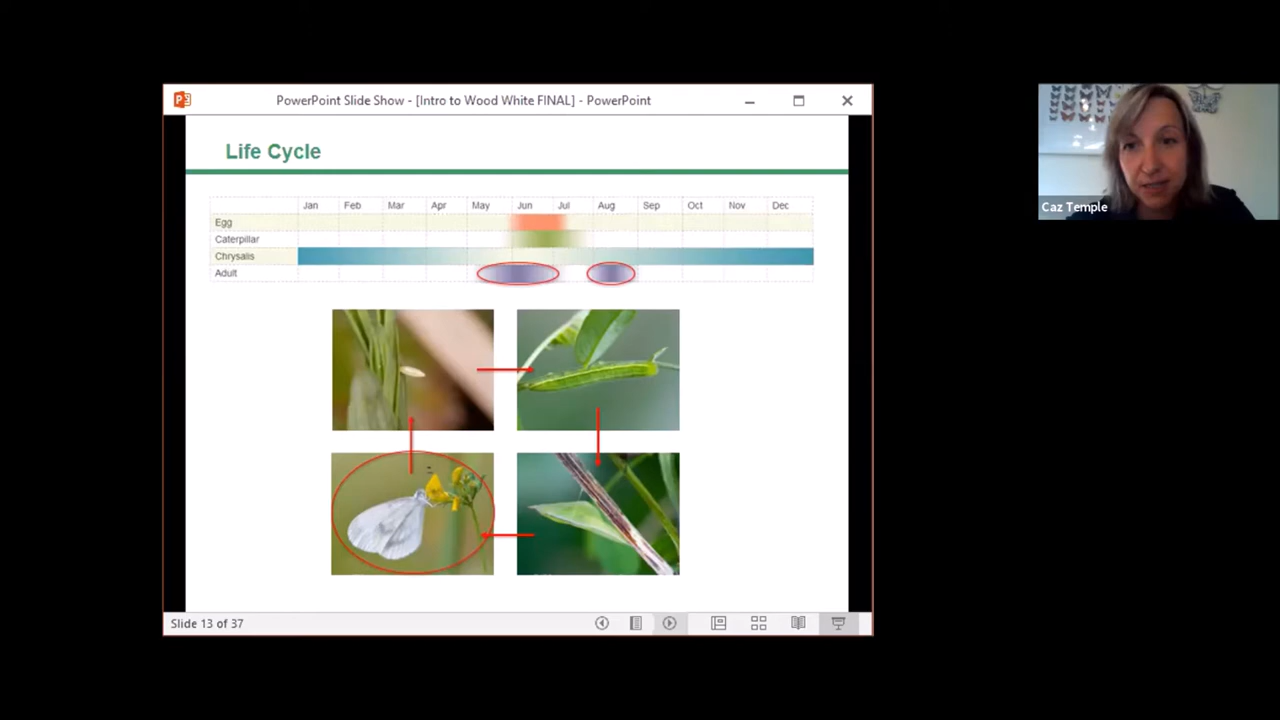 PowerPoint Slide Show - [Intro to Wood White FINAL] - PowerPoint
Life Cycle
Jan Feb Mar Apr May Jun Jul Aug Sep Oct Nov Dec
Egg
Caterpillar
Chrysalis
Adult
Slide 13 of 37
Caz Temple